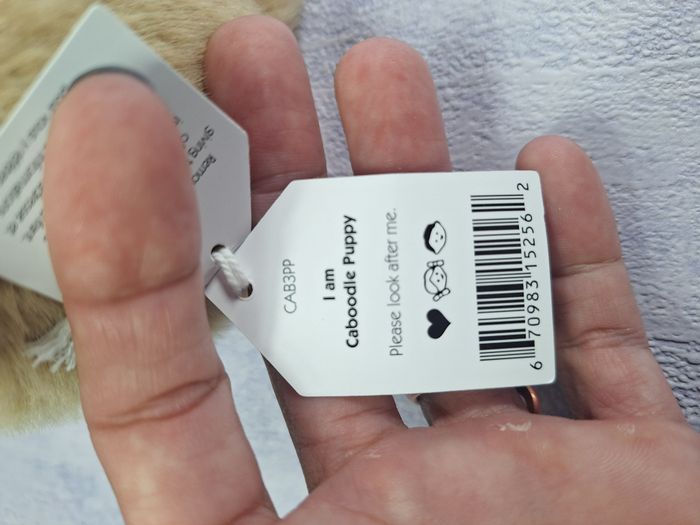 CAB3PP
I am
Caboodle Puppy
Please look after me.
6 70983 15256 2